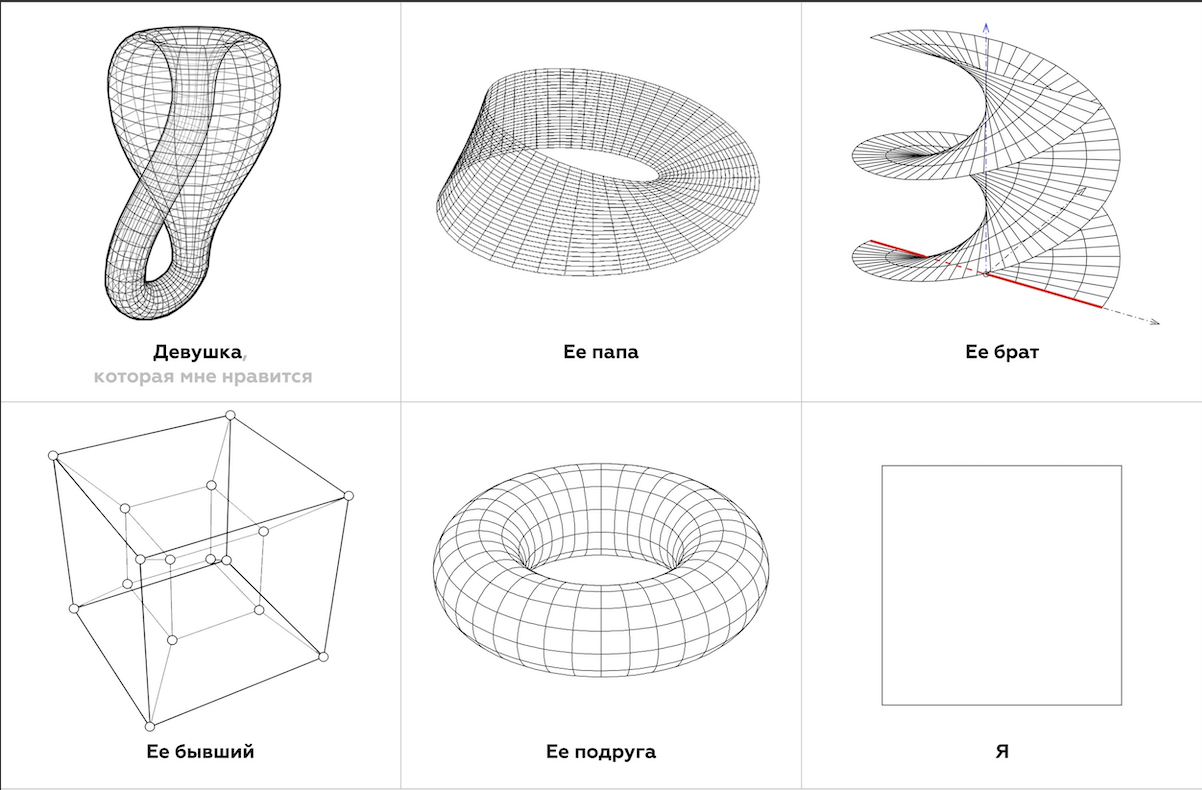 Девушка,
которая мне нравится
Ее папа
Ее брат
Ее бывший
Ее подруга
Я